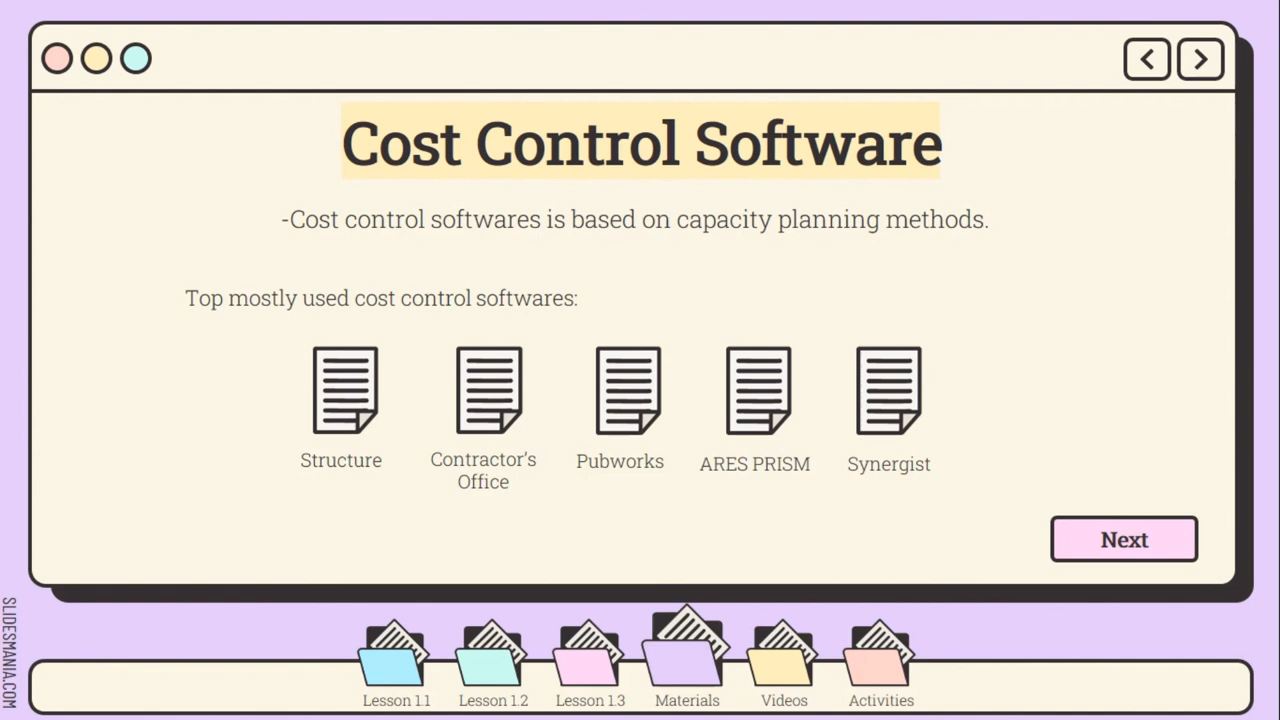 Cost Control Software
-Cost control softwares is based on capacity planning methods.
Top mostly used cost control softwares:
Structure
Contractor's
Office
Pubworks
ARES PRISM
Synergist
Next
SLIDESMANIA.COM
Lesson 1.1
Lesson 1.2
Lesson 1.3
Materials
Videos
Activities